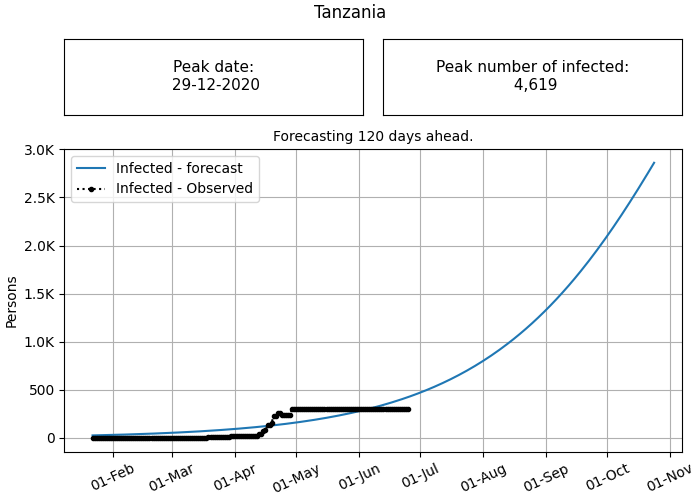 Tanzania
Peak date:
29-12-2020
Peak number of infected:
4,619
Forecasting 120 days ahead.
Infected - forecast
Infected - Observed
3.0K
2.5K
2.0K
1.5K
1.0K
500
0
Persons
01-Feb
01-Mar
01-Apr
01-May
01-Jun
01-Jul
01-Aug
01-Sep
01-Oct
01-Nov